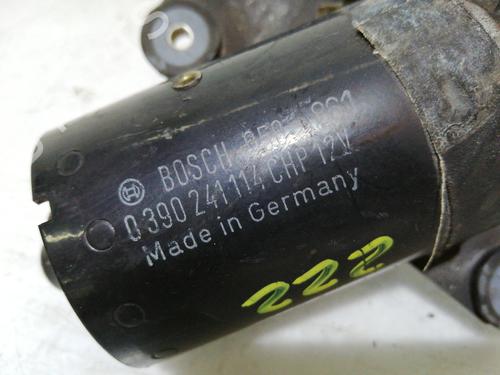 BOSCH
0 390 241 114 CHP 12V
Made in Germany
222